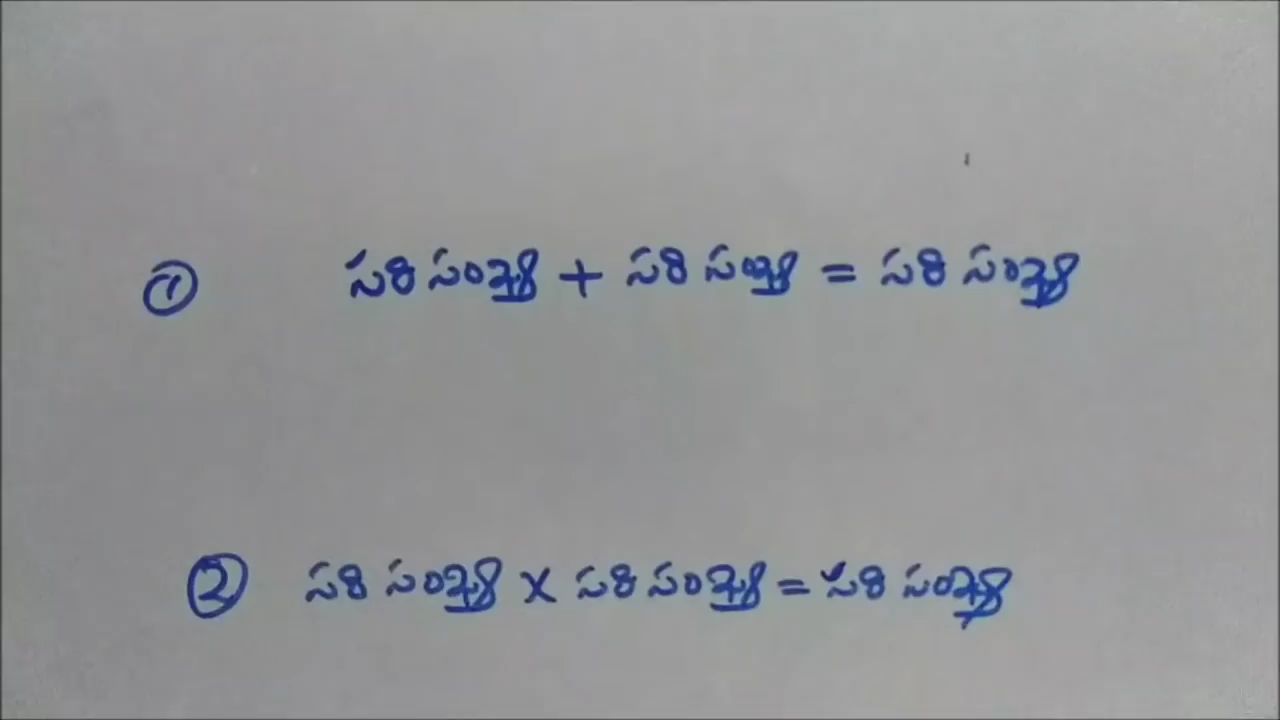 ① సరి సంఖ్య + సరి సంఖ్య = సరి సంఖ్య
② సరి సంఖ్య × సరి సంఖ్య = సరి సంఖ్య